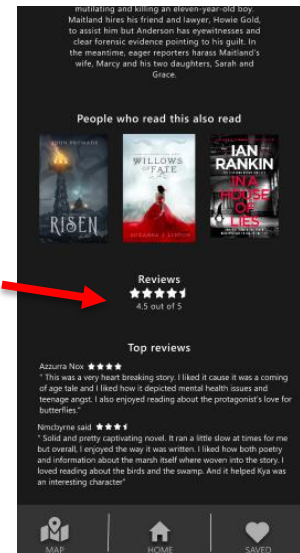 mutilating and killing an eleven-year-old boy.
Maitland hires his friend and lawyer, Howie Gold,
to assist him but Anderson has eyewitnesses and
clear forensic evidence pointing to his guilt. In
the meantime, eager reporters harass Maitland's
wife, Marcy and his two daughters, Sarah and
Grace.
People who read this also read
RISEN
WILLOWS
OF FATE
IAN
RANKIN
IN A
HOUSE
OF
LIES
Reviews
4.5 out of 5
Top reviews
Azzurra Nox
" This was a very heart breaking story. I liked it cause it was a coming
of age tale and I liked how it depicted mental health issues and
teenage angst. I also enjoyed reading about the protagonist's love for
butterflies."
Nmcbyrne said
" Solid and pretty captivating novel. It ran a little slow at times for me
but overall, I enjoyed the way it was written. I liked how both poetry
and information about the marsh itself where woven into the story. I
loved reading about the birds and the swamp. And it helped Kya was
an interesting character"
MAP
HOME
SAVED